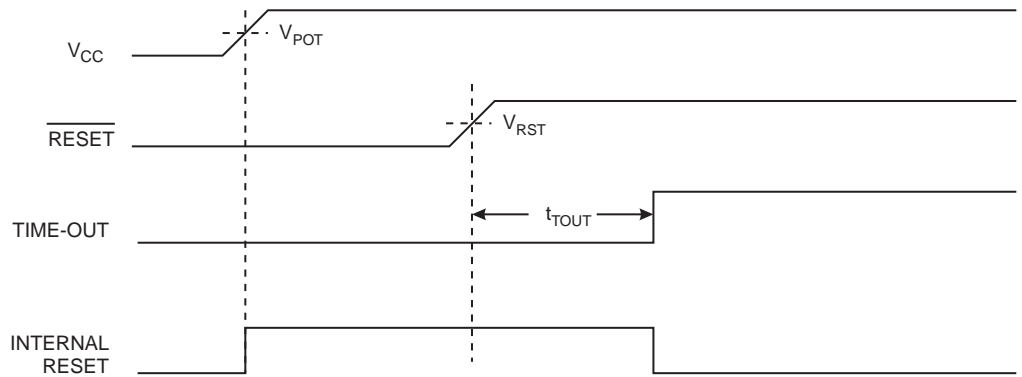 V_CC
V_POT
RESET
V_RST
TIME-OUT
t_TOUT
INTERNAL
RESET